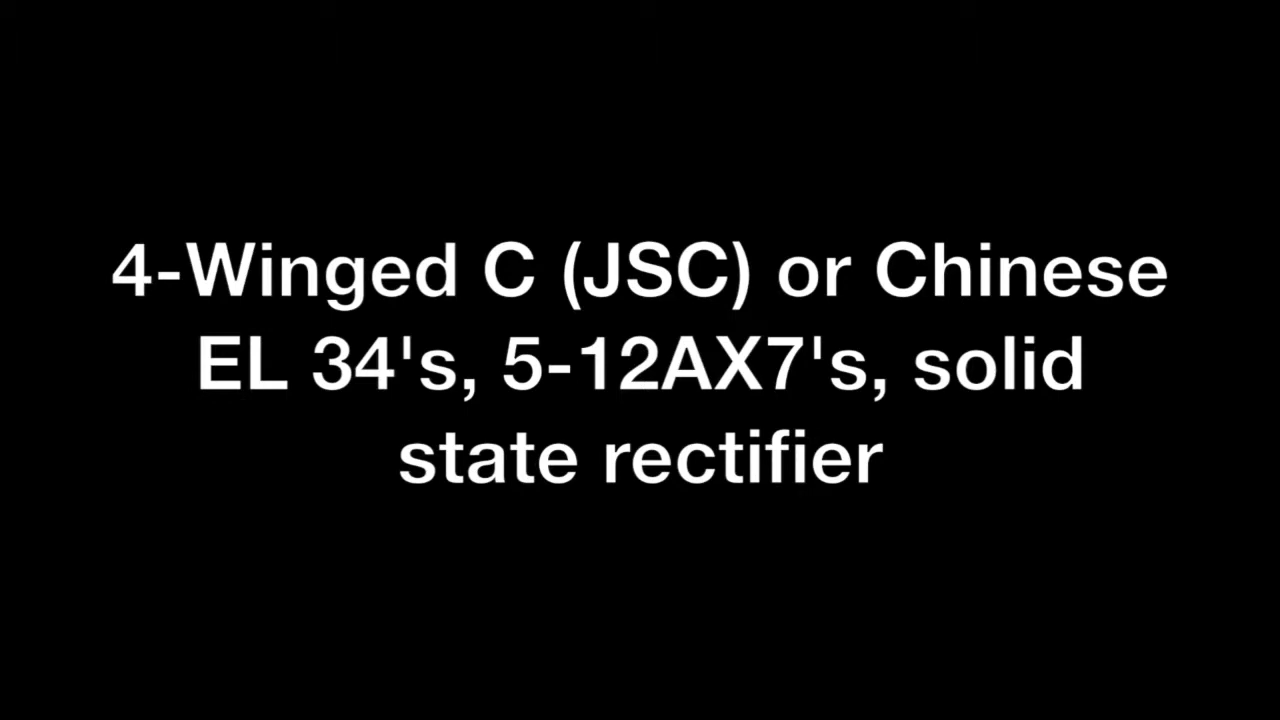 4-Winged C (JSC) or Chinese
EL 34's, 5-12AX7's, solid
state rectifier